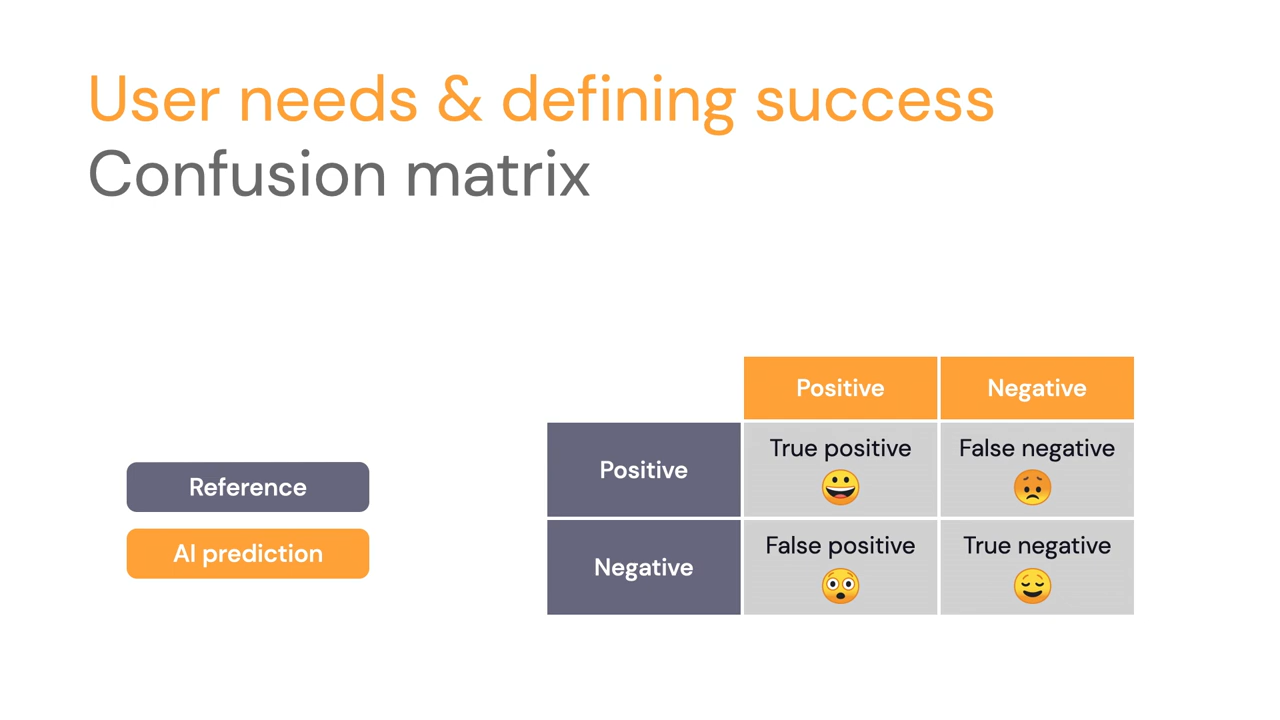 User needs & defining success
Confusion matrix
Reference
AI prediction
Positive Negative
Positive True positive False negative
Negative False positive True negative